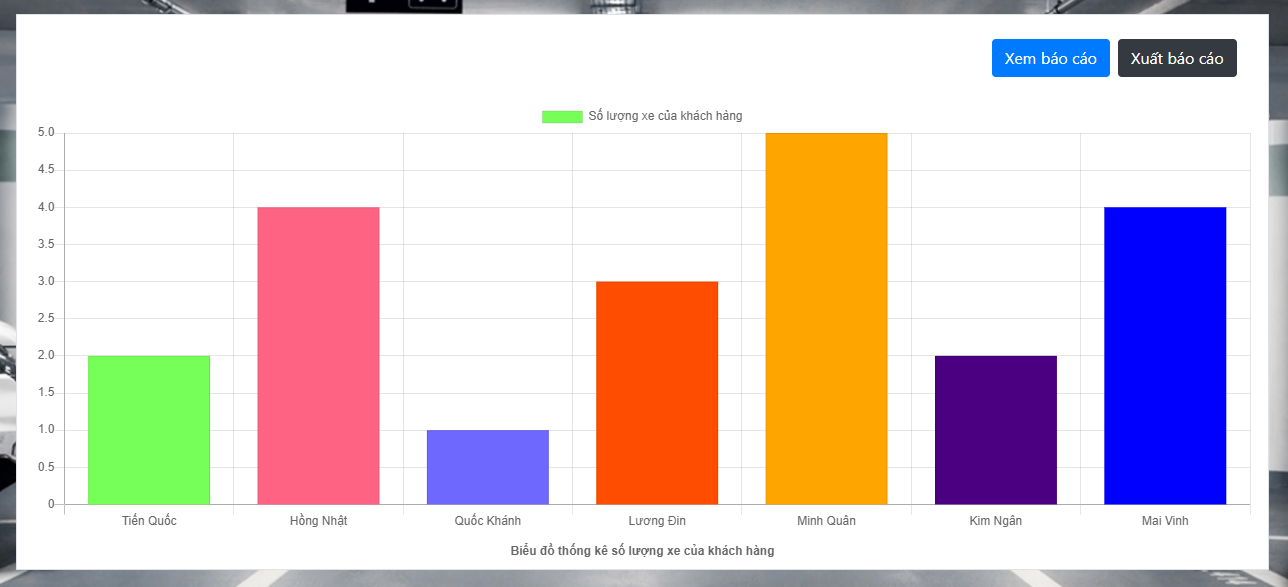 Xem báo cáo Xuất báo cáo
Số lượng xe của khách hàng
5.0
4.5
4.0
3.5
3.0
2.5
2.0
1.5
1.0
0.5
0
Tiến Quốc Hồng Nhật Quốc Khánh Lương Đin Minh Quân Kim Ngân Mai Vinh
Biểu đồ thống kê số lượng xe của khách hàng